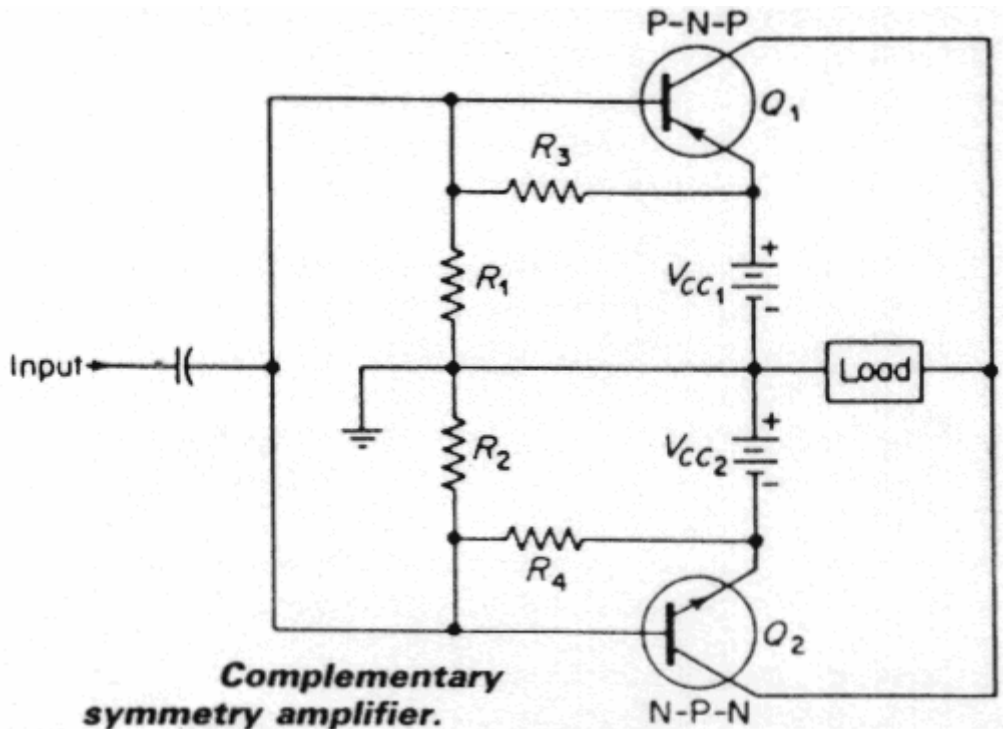 P-N-P
Q1
R3
+
VCC1
R1
-
Input
Load
+
R2
VCC2
-
R4
Q2
Complementary
symmetry amplifier.
N-P-N